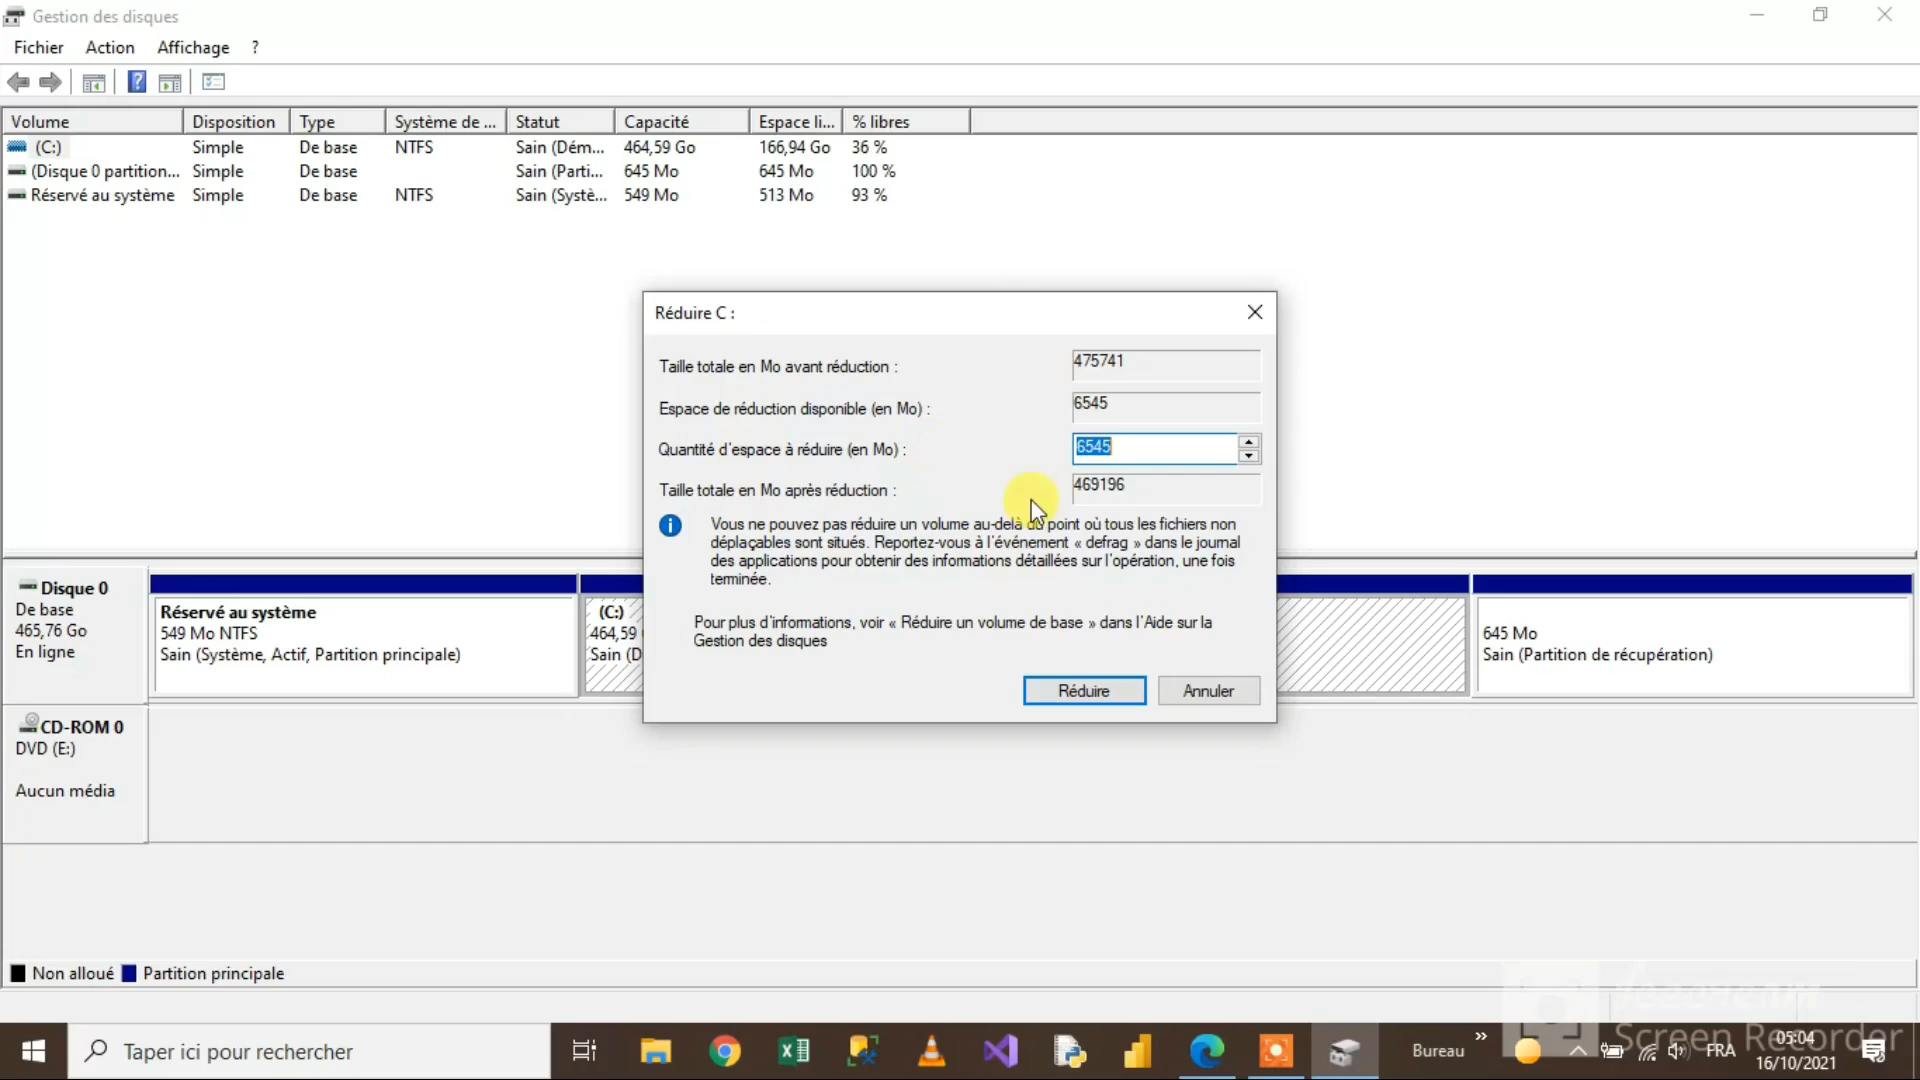 Gestion des disques
Fichier Action Affichage ?
Volume Disposition Type Système de ... Statut Capacité Espace li... % libres
(C:) Simple De base NTFS Sain (Dém... 464,59 Go 166,94 Go 36 %
(Disque 0 partition... Simple De base Sain (Parti... 645 Mo 645 Mo 100 %
Réservé au système Simple De base NTFS Sain (Systè... 549 Mo 513 Mo 93 %
Réduire C :
Taille totale en Mo avant réduction : 475741
Espace de réduction disponible (en Mo) : 6545
Quantité d'espace à réduire (en Mo) : 6545
Taille totale en Mo après réduction : 469196
Vous ne pouvez pas réduire un volume au-delà du point où tous les fichiers non
déplaçables sont situés. Reportez-vous à l'événement « defrag » dans le journal
des applications pour obtenir des informations détaillées sur l'opération, une fois
terminée.
Pour plus d'informations, voir « Réduire un volume de base » dans l'Aide sur la
Gestion des disques
Réduire Annuler
Disque 0
De base
465,76 Go
En ligne
Réservé au système
549 Mo NTFS
Sain (Système, Actif, Partition principale)
(C:)
464,59
Sain (D
645 Mo
Sain (Partition de récupération)
CD-ROM 0
DVD (E:)
Aucun média
Non alloué Partition principale
Screen Recorder
Taper ici pour rechercher
Bureau » FRA 05:04
16/10/2021